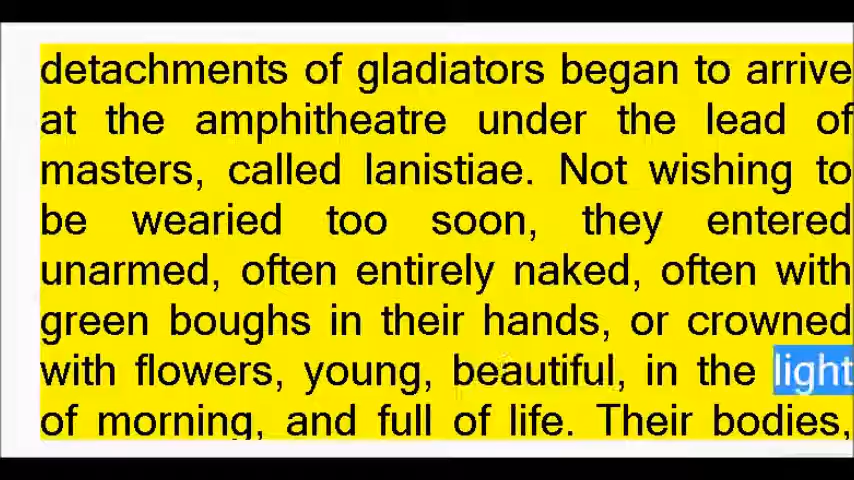 detachments of gladiators began to arrive
at the amphitheatre under the lead of
masters, called lanistiae. Not wishing to
be wearied too soon, they entered
unarmed, often entirely naked, often with
green boughs in their hands, or crowned
with flowers, young, beautiful, in the light
of morning, and full of life. Their bodies,